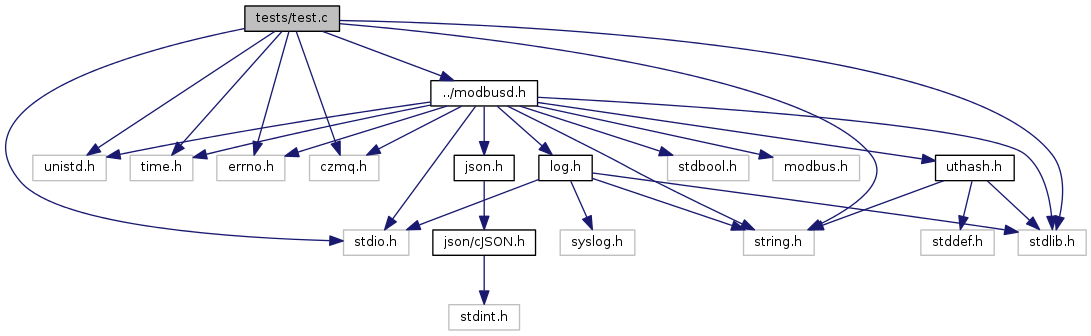 tests/test.c
../modbusd.h
unistd.h
time.h
errno.h
czmq.h
json.h
log.h
stdbool.h
modbus.h
uthash.h
stdio.h
json/cJSON.h
syslog.h
string.h
stddef.h
stdlib.h
stdint.h